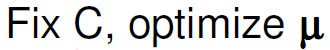 Fix C, optimize μ